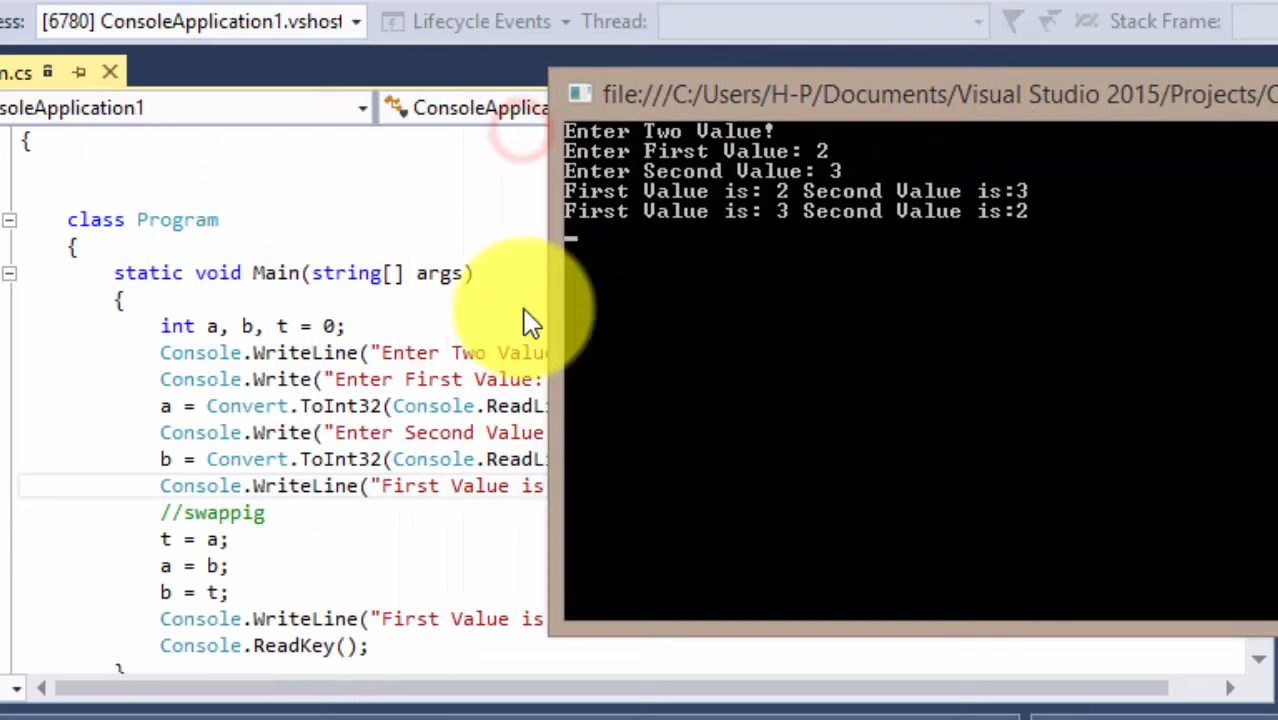 ess: [6780] ConsoleApplication1.vshost Lifecycle Events Thread: Stack Frame:
n.cs
soleApplication1 ConsoleApplica
file:///C:/Users/H-P/Documents/Visual Studio 2015/Projects/C
{
class Program
{
static void Main(string[] args)
{
int a, b, t = 0;
Console.WriteLine("Enter Two Value
Console.Write("Enter First Value:
a = Convert.ToInt32(Console.ReadLi
Console.Write("Enter Second Value
b = Convert.ToInt32(Console.ReadLi
Console.WriteLine("First Value is
//swappig
t = a;
a = b;
b = t;
Console.WriteLine("First Value is
Console.ReadKey();
}
Enter Two Value!
Enter First Value: 2
Enter Second Value: 3
First Value is: 2 Second Value is:3
First Value is: 3 Second Value is:2